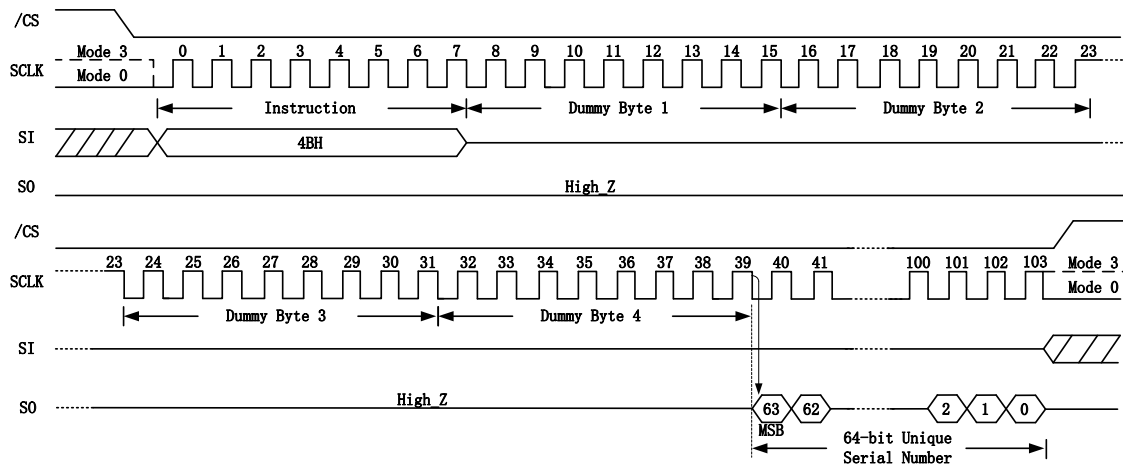 /CS
Mode 3 0 1 2 3 4 5 6 7 8 9 10 11 12 13 14 15 16 17 18 19 20 21 22 23
SCLK
Mode 0
Instruction Dummy Byte 1 Dummy Byte 2
SI
4BH
SO
High_Z
/CS
23 24 25 26 27 28 29 30 31 32 33 34 35 36 37 38 39 40 41 100 101 102 103 Mode 3
SCLK
Mode 0
Dummy Byte 3 Dummy Byte 4
SI
High_Z
SO
63 62 2 1 0
MSB
64-bit Unique
Serial Number